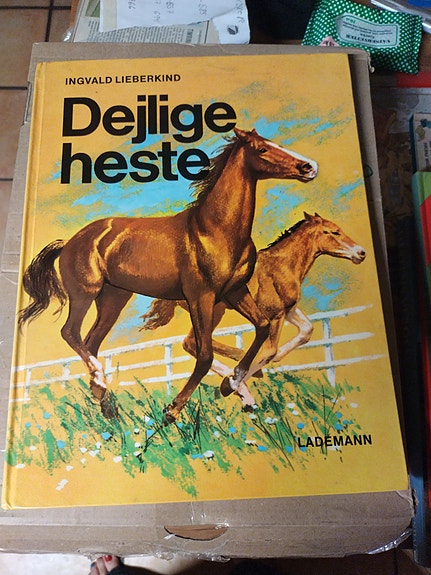 INGVALD LIEBERKIND
Dejlige
heste
LADEMANN